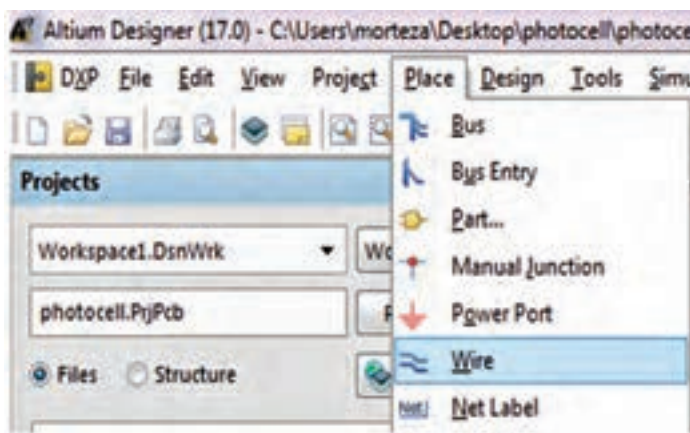 Altium Designer (17.0) - C:\Users\morteza\Desktop\photocell\photoce
DXP File Edit View Project Place Design Tools Simu
Bus
Bus Entry
Projects
Part...
Workspace1.DsnWrk
Manual Junction
photocell.PrjPcb
Power Port
Files Structure
Wire
Net Label